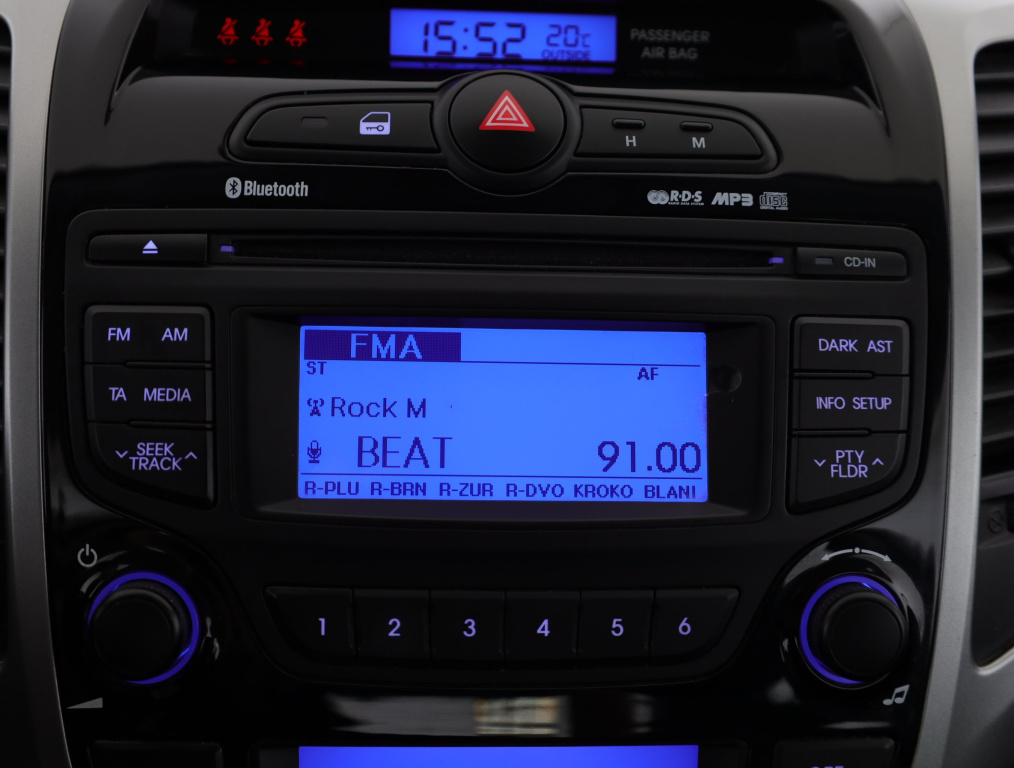 15:52 20°C
OUTSIDE
PASSENGER
AIR BAG
H M
Bluetooth
R·D·S MP3
CD-IN
FM AM
TA MEDIA
SEEK
TRACK
FMA
ST AF
Rock M
BEAT 91.00
R-PLU R-BRN R-ZUR R-DVO KROKO BLANI
DARK AST
INFO SETUP
PTY
FLDR
1 2 3 4 5 6